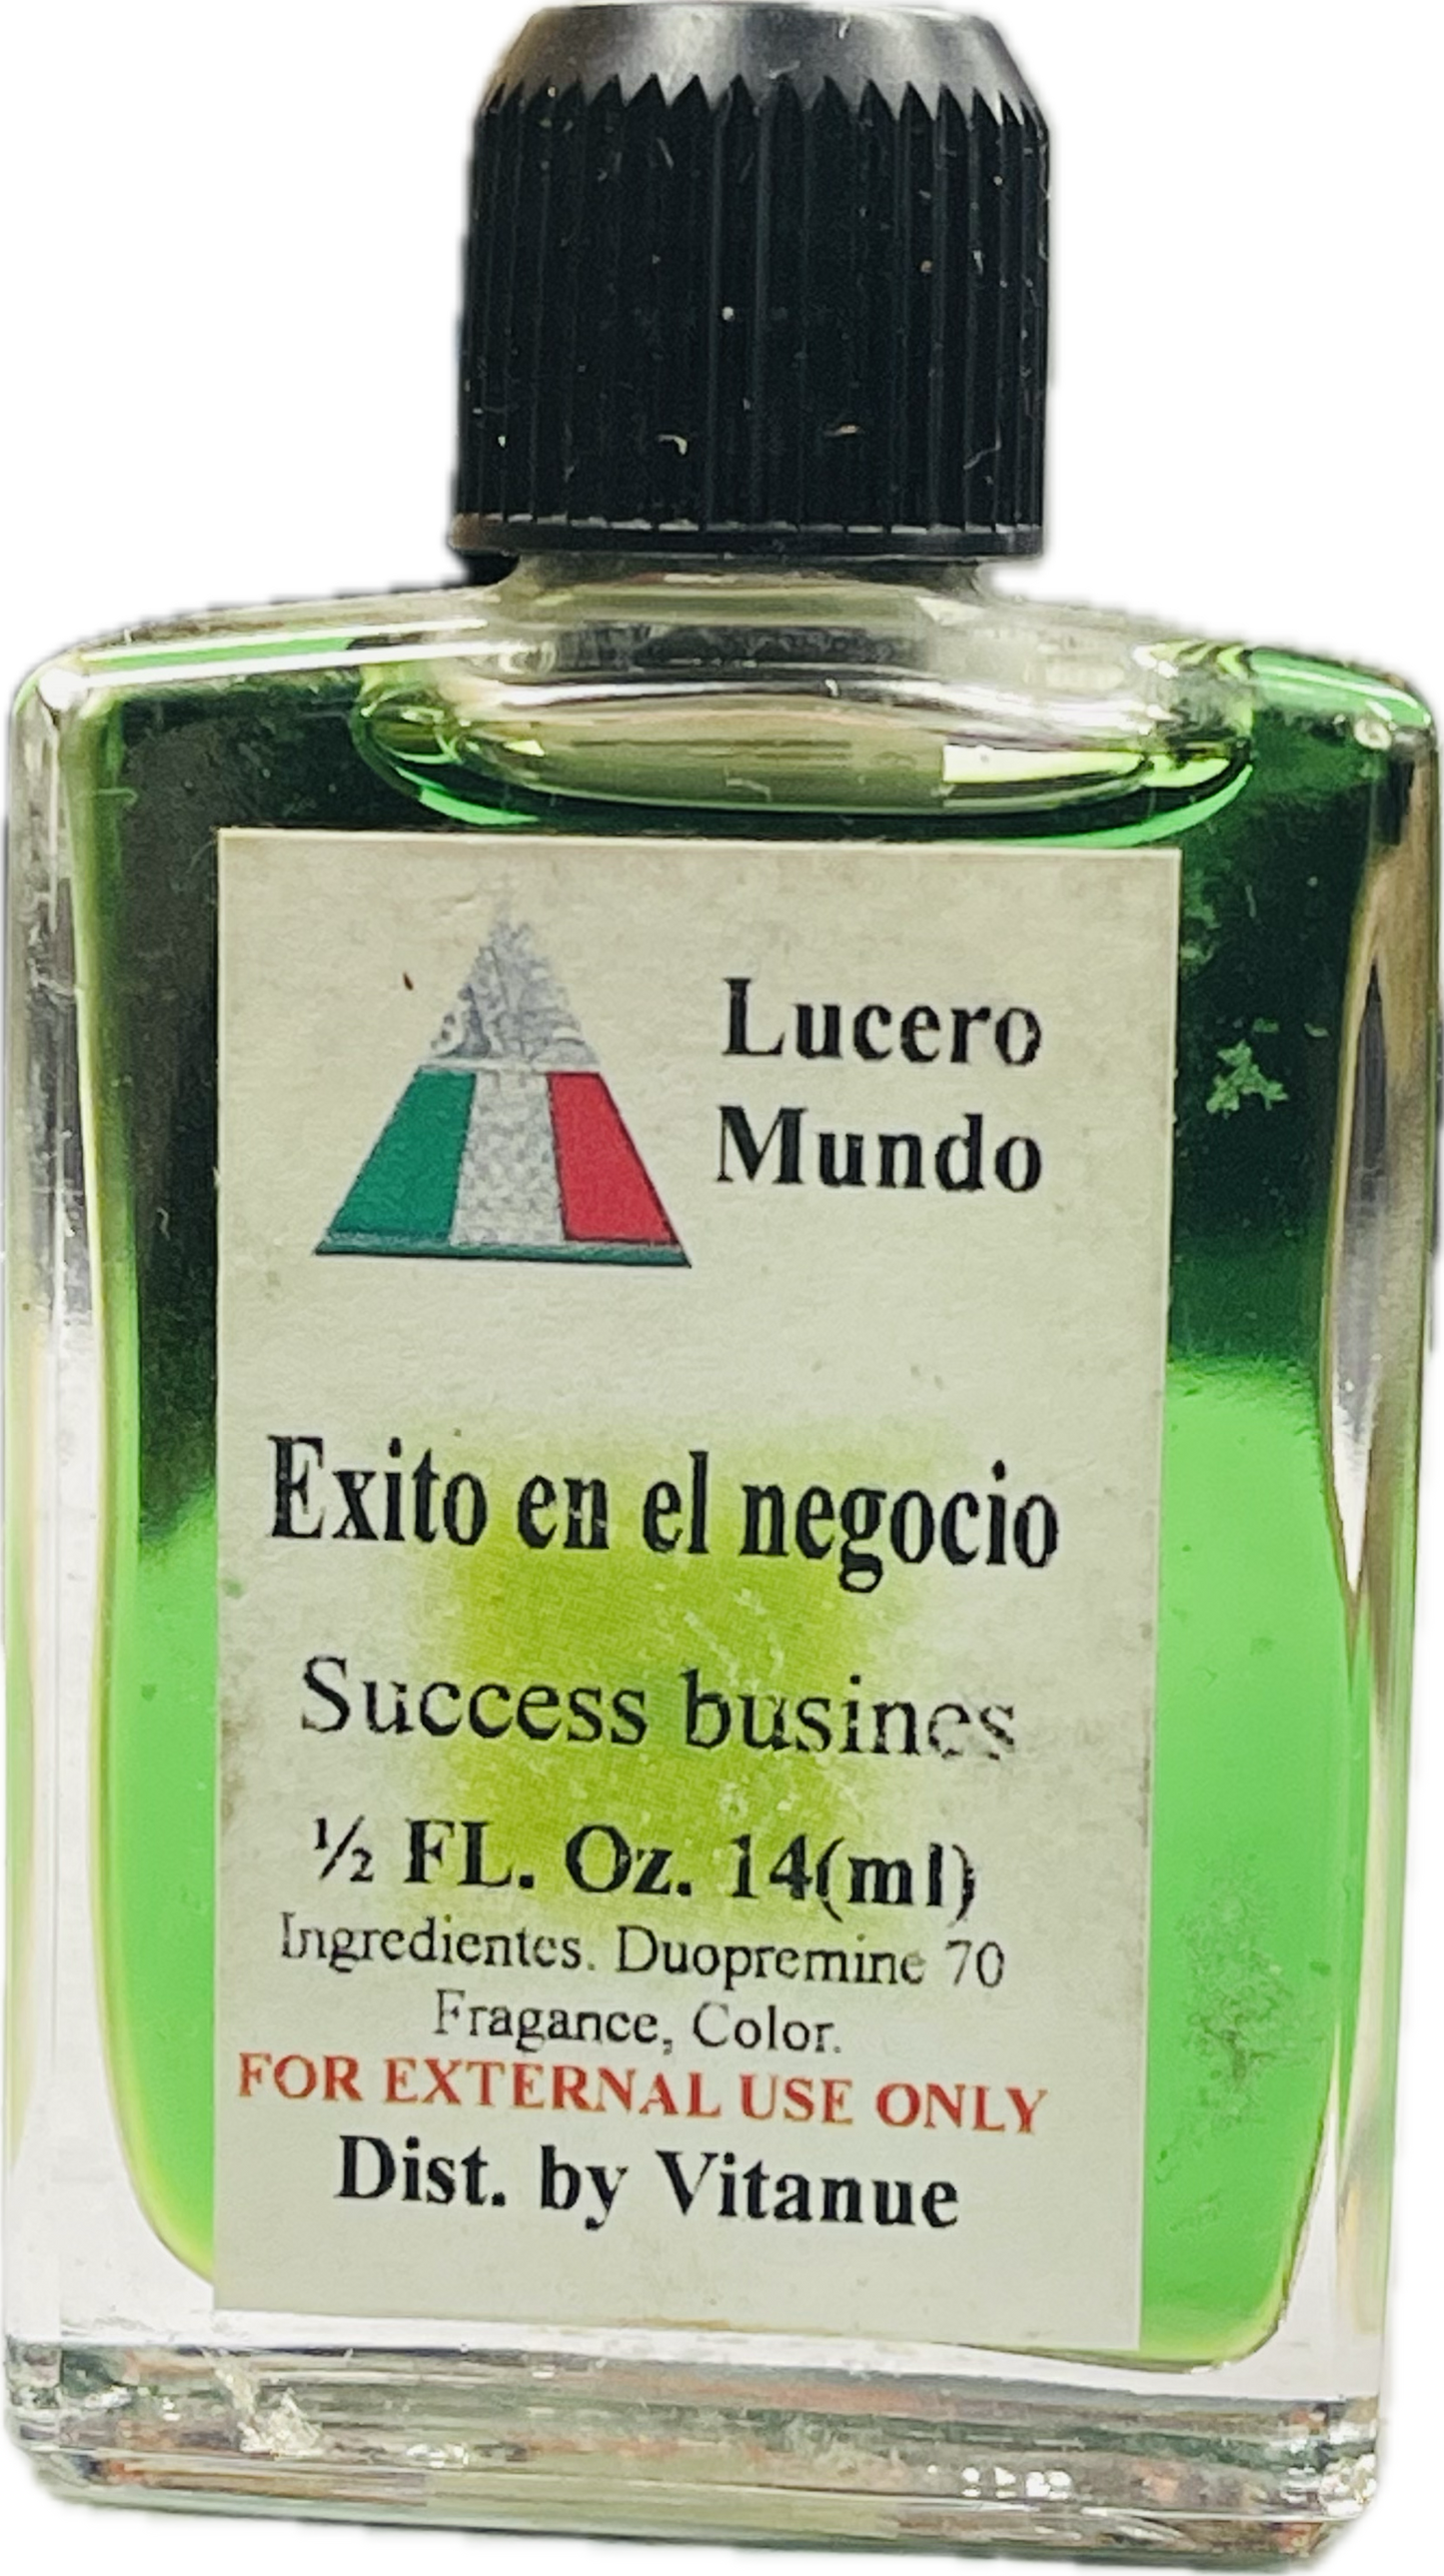 Lucero
Mundo
Exito en el negocio
Success busines
½ FL. Oz. 14(ml)
Ingredientes. Duopremine 70
Fragance, Color.
FOR EXTERNAL USE ONLY
Dist. by Vitanue